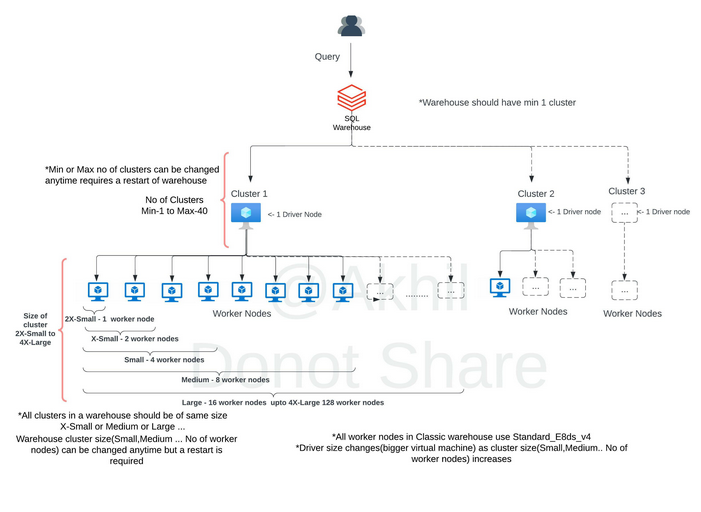 Query
*Warehouse should have min 1 cluster
SQL
Warehouse
*Min or Max no of clusters can be changed
anytime requires a restart of warehouse
No of Clusters
Min-1 to Max-40
Cluster 1
<- 1 Driver Node
Cluster 2
<- 1 Driver node
Cluster 3
...
<- 1 Driver node
@Akhil
Donot Share
...
.........
...
...
...
...
Worker Nodes
Worker Nodes
Worker Nodes
Size of
cluster
2X-Small to
4X-Large
2X-Small - 1 worker node
X-Small - 2 worker nodes
Small - 4 worker nodes
Medium - 8 worker nodes
Large - 16 worker nodes upto 4X-Large 128 worker nodes
*All clusters in a warehouse should be of same size
X-Small or Medium or Large ...
Warehouse cluster size(Small,Medium ... No of worker
nodes) can be changed anytime but a restart is
required
*All worker nodes in Classic warehouse use Standard_E8ds_v4
*Driver size changes(bigger virtual machine) as cluster size(Small,Medium.. No of
worker nodes) increases